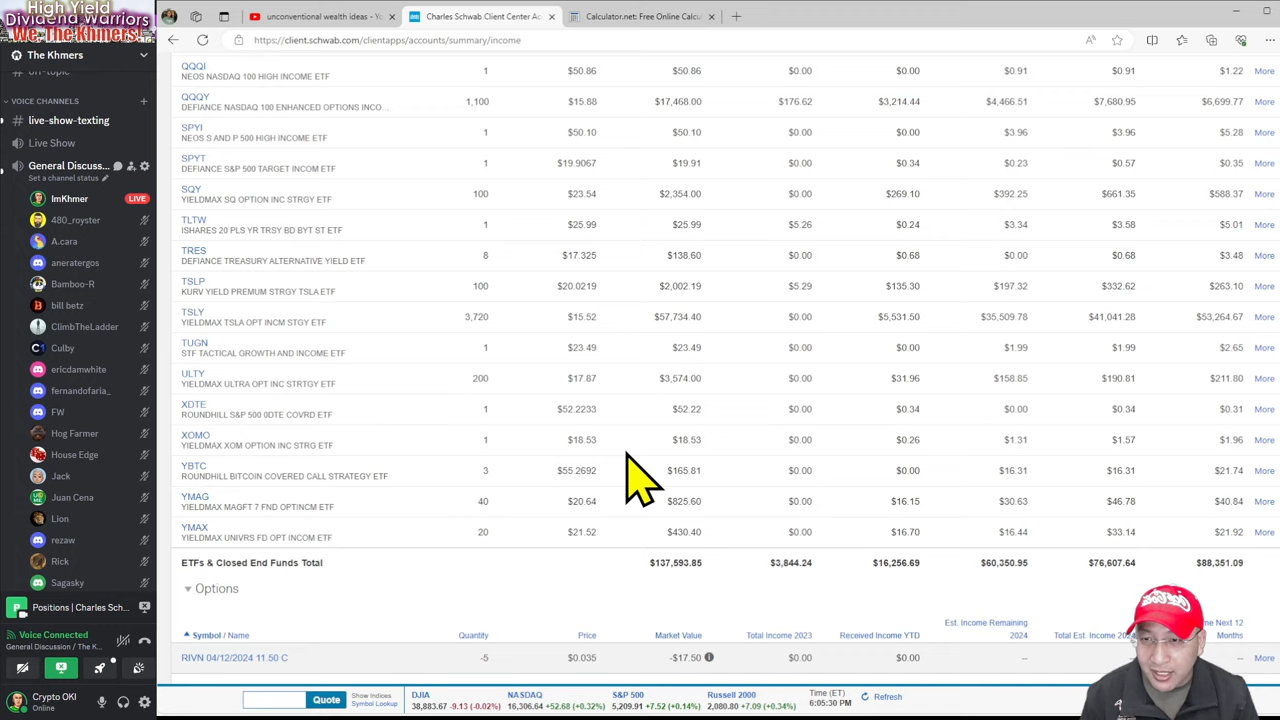 High Yield
Dividend Warriors
We, The Khmers!
The Khmers
off-topic
VOICE CHANNELS
live-show-texting
Live Show
General Discuss...
Set a channel status
ImKhmer LIVE
480_royster
A.cara
aneratergos
Bamboo-R
bill betz
ClimbTheLadder
Culby
ericdamwhite
fernandofaria_
FW
Hog Farmer
House Edge
Jack
Juan Cena
Lion
rezaw
Rick
Sagasky
Positions | Charles Sch...
Voice Connected
General Discussion / The K...
Crypto OKI
Online
unconventional wealth ideas - Yo
Charles Schwab Client Center Ac
Calculator.net: Free Online Calcu
https://client.schwab.com/clientapps/accounts/summary/income
QQQI 1 $50.86 $50.86 $0.00 $0.00 $0.91 $0.91 $1.22 More
NEOS NASDAQ 100 HIGH INCOME ETF
QQQY 1,100 $15.88 $17,468.00 $176.62 $3,214.44 $4,466.51 $7,680.95 $6,699.77 More
DEFIANCE NASDAQ 100 ENHANCED OPTIONS INCO...
SPYI 1 $50.10 $50.10 $0.00 $0.00 $3.96 $3.96 $5.28 More
NEOS S AND P 500 HIGH INCOME ETF
SPYT 1 $19.9067 $19.91 $0.00 $0.34 $0.23 $0.57 $0.35 More
DEFIANCE S&P 500 TARGET INCOM ETF
SQY 100 $23.54 $2,354.00 $0.00 $269.10 $392.25 $661.35 $588.37 More
YIELDMAX SQ OPTION INC STRGY ETF
TLTW 1 $25.99 $25.99 $5.26 $0.24 $3.34 $3.58 $5.01 More
ISHARES 20 PLS YR TRSY BD BYT ST ETF
TRES 8 $17.325 $138.60 $0.00 $0.68 $0.00 $0.68 $3.48 More
DEFIANCE TREASURY ALTERNATIVE YIELD ETF
TSLP 100 $20.0219 $2,002.19 $5.29 $135.30 $197.32 $332.62 $263.10 More
KURV YIELD PREMUM STRGY TSLA ETF
TSLY 3,720 $15.52 $57,734.40 $0.00 $5,531.50 $35,509.78 $41,041.28 $53,264.67 More
YIELDMAX TSLA OPT INCM STGY ETF
TUGN 1 $23.49 $23.49 $0.00 $0.00 $1.99 $1.99 $2.65 More
STF TACTICAL GROWTH AND INCOME ETF
ULTY 200 $17.87 $3,574.00 $0.00 $31.96 $158.85 $190.81 $211.80 More
YIELDMAX ULTRA OPT INC STRTGY ETF
XDTE 1 $52.2233 $52.22 $0.00 $0.34 $0.00 $0.34 $0.31 More
ROUNDHILL S&P 500 0DTE COVRD ETF
XOMO 1 $18.53 $18.53 $0.00 $0.26 $1.31 $1.57 $1.96 More
YIELDMAX XOM OPTION INC STRG ETF
YBTC 3 $55.2692 $165.81 $0.00 $0.00 $16.31 $16.31 $21.74 More
ROUNDHILL BITCOIN COVERED CALL STRATEGY ETF
YMAG 40 $20.64 $825.60 $0.00 $16.15 $30.63 $46.78 $40.84 More
YIELDMAX MAGFT 7 FND OPTINCM ETF
YMAX 20 $21.52 $430.40 $0.00 $16.70 $16.44 $33.14 $21.92 More
YIELDMAX UNIVRS FD OPT INCOM ETF
ETFs & Closed End Funds Total $137,593.85 $3,844.24 $16,256.69 $60,350.95 $76,607.64 $88,351.09
Options
Symbol / Name Quantity Price Market Value Total Income 2023 Received Income YTD Est. Income Remaining 2024 Total Est. Income Next 12 Months
RIVN 04/12/2024 11.50 C -5 $0.035 -$17.50 $0.00 $0.00 -- More
Quote
Show Indices
Symbol Lookup
DJIA
38,883.67 -9.13 (-0.02%)
NASDAQ
16,306.64 +52.68 (+0.32%)
S&P 500
5,209.91 +7.52 (+0.14%)
Russell 2000
2,080.80 +7.09 (+0.34%)
Time (ET)
6:05:30 PM
Refresh